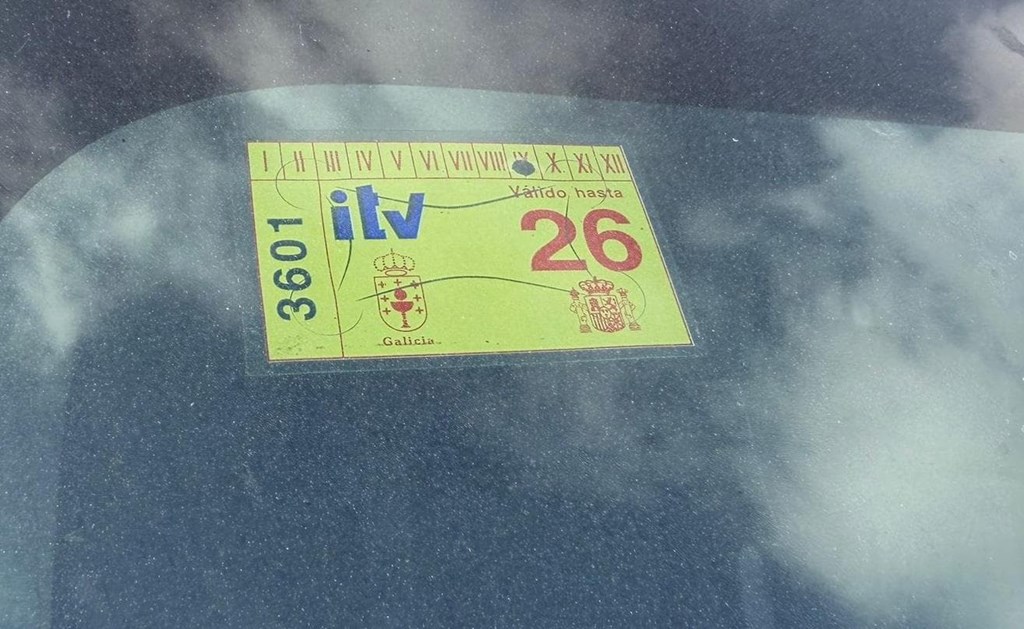 I II III IV V VI VII VIII IX X XI XII
3601
itv
Válido hasta
26
Galicia